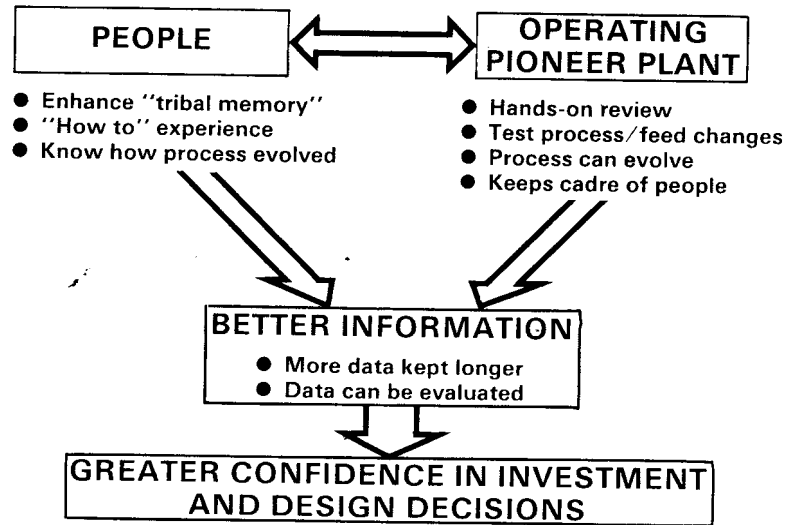 PEOPLE
● Enhance "tribal memory"
● "How to" experience
● Know how process evolved
OPERATING
PIONEER PLANT
● Hands-on review
● Test process/feed changes
● Process can evolve
● Keeps cadre of people
BETTER INFORMATION
● More data kept longer
● Data can be evaluated
GREATER CONFIDENCE IN INVESTMENT
AND DESIGN DECISIONS